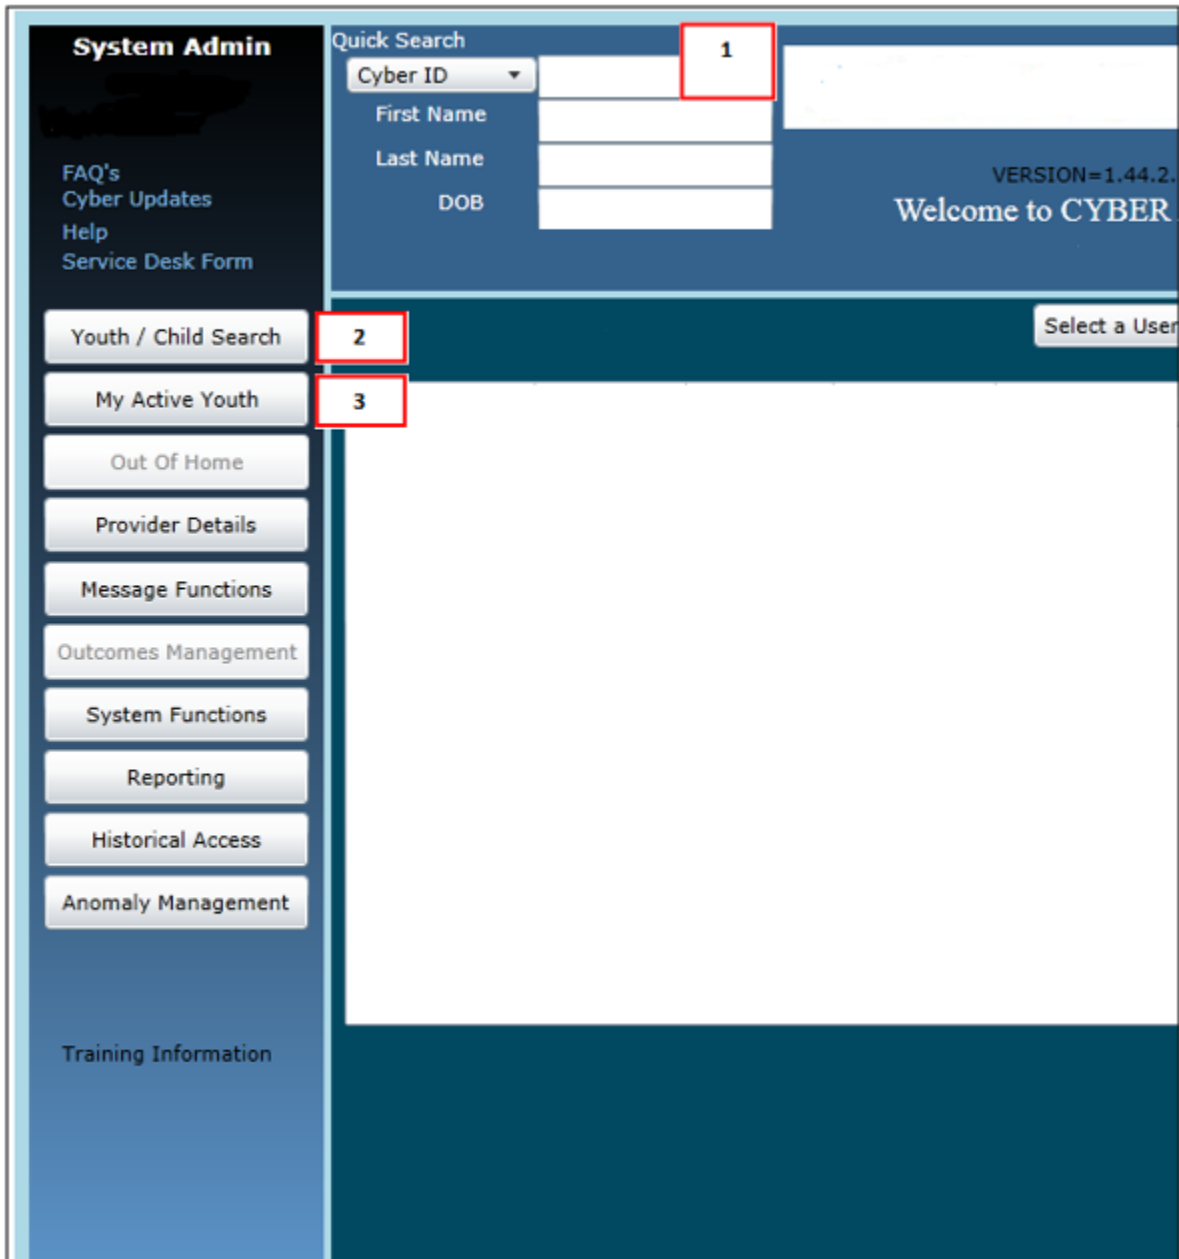 System Admin
FAQ's
Cyber Updates
Help
Service Desk Form
Quick Search
1
Cyber ID
First Name
Last Name
DOB
VERSION=1.44.2.
Welcome to CYBER
Youth / Child Search
2
My Active Youth
3
Out Of Home
Provider Details
Message Functions
Outcomes Management
System Functions
Reporting
Historical Access
Anomaly Management
Training Information
Select a User